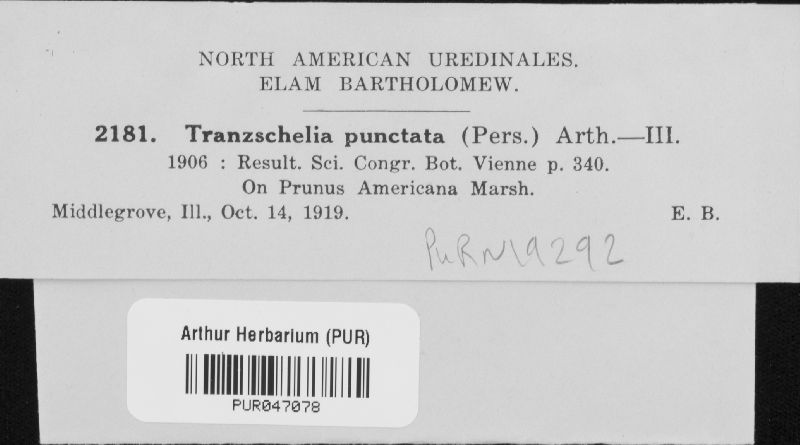 NORTH AMERICAN UREDINALES.
ELAM BARTHOLOMEW.
2181. Tranzschelia punctata (Pers.) Arth.—III.
1906 : Result. Sci. Congr. Bot. Vienne p. 340.
On Prunus Americana Marsh.
Middlegrove, Ill., Oct. 14, 1919. E. B.
PURN19292
Arthur Herbarium (PUR)
PUR047078